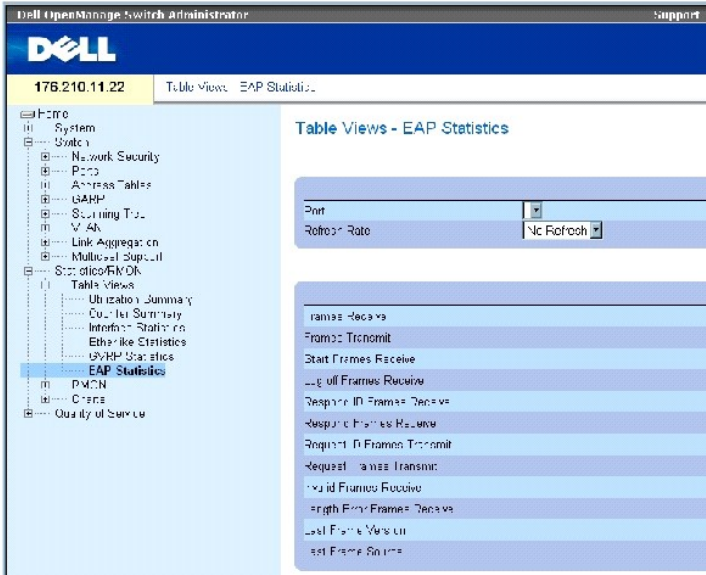 Dell OpenManage Switch Administrator
Support
DELL
176.210.11.22
Table Views - EAP Statistics
Home
System
Switch
Network Security
Ports
Address Tables
GARP
Spanning Tree
VLAN
Link Aggregation
Multicast Support
Statistics/RMON
Table Views
Utilization Summary
Counter Summary
Interface Statistics
Etherlike Statistics
GVRP Statistics
EAP Statistics
RMON
Charts
Quality of Service
Table Views - EAP Statistics
Port
Refresh Rate
No Refresh
Frames Receive
Frames Transmit
Start Frames Receive
Log off Frames Receive
Respond ID Frames Receive
Respond Frames Receive
Request ID Frames Transmit
Request Frames Transmit
Invalid Frames Receive
Length Error Frames Receive
Last Frame Version
Last Frame Source